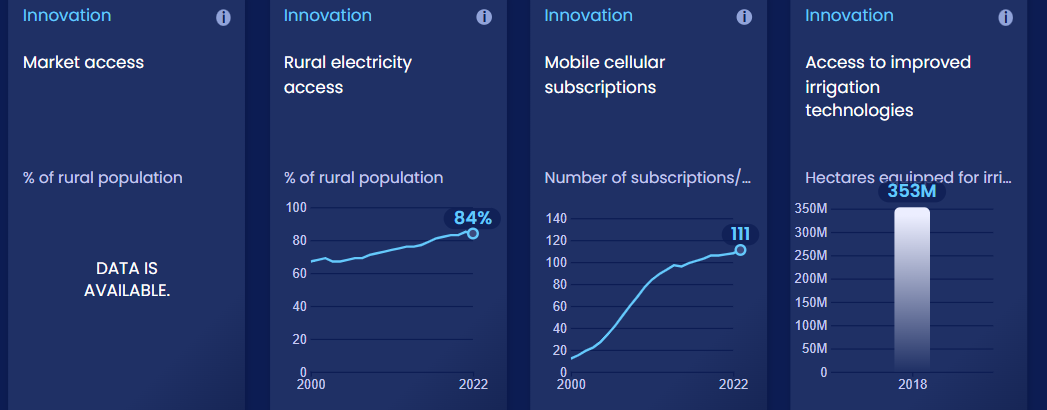 Innovation
i
Market access
% of rural population
DATA IS
AVAILABLE.
Innovation
i
Rural electricity
access
% of rural population
84%
100
80
60
40
20
0
2000
2022
Innovation
i
Mobile cellular
subscriptions
Number of subscriptions/...
111
140
120
100
80
60
40
20
0
2000
2022
Innovation
i
Access to improved
irrigation
technologies
Hectares equipped for irri...
353M
350M
300M
250M
200M
150M
100M
50M
0
2018